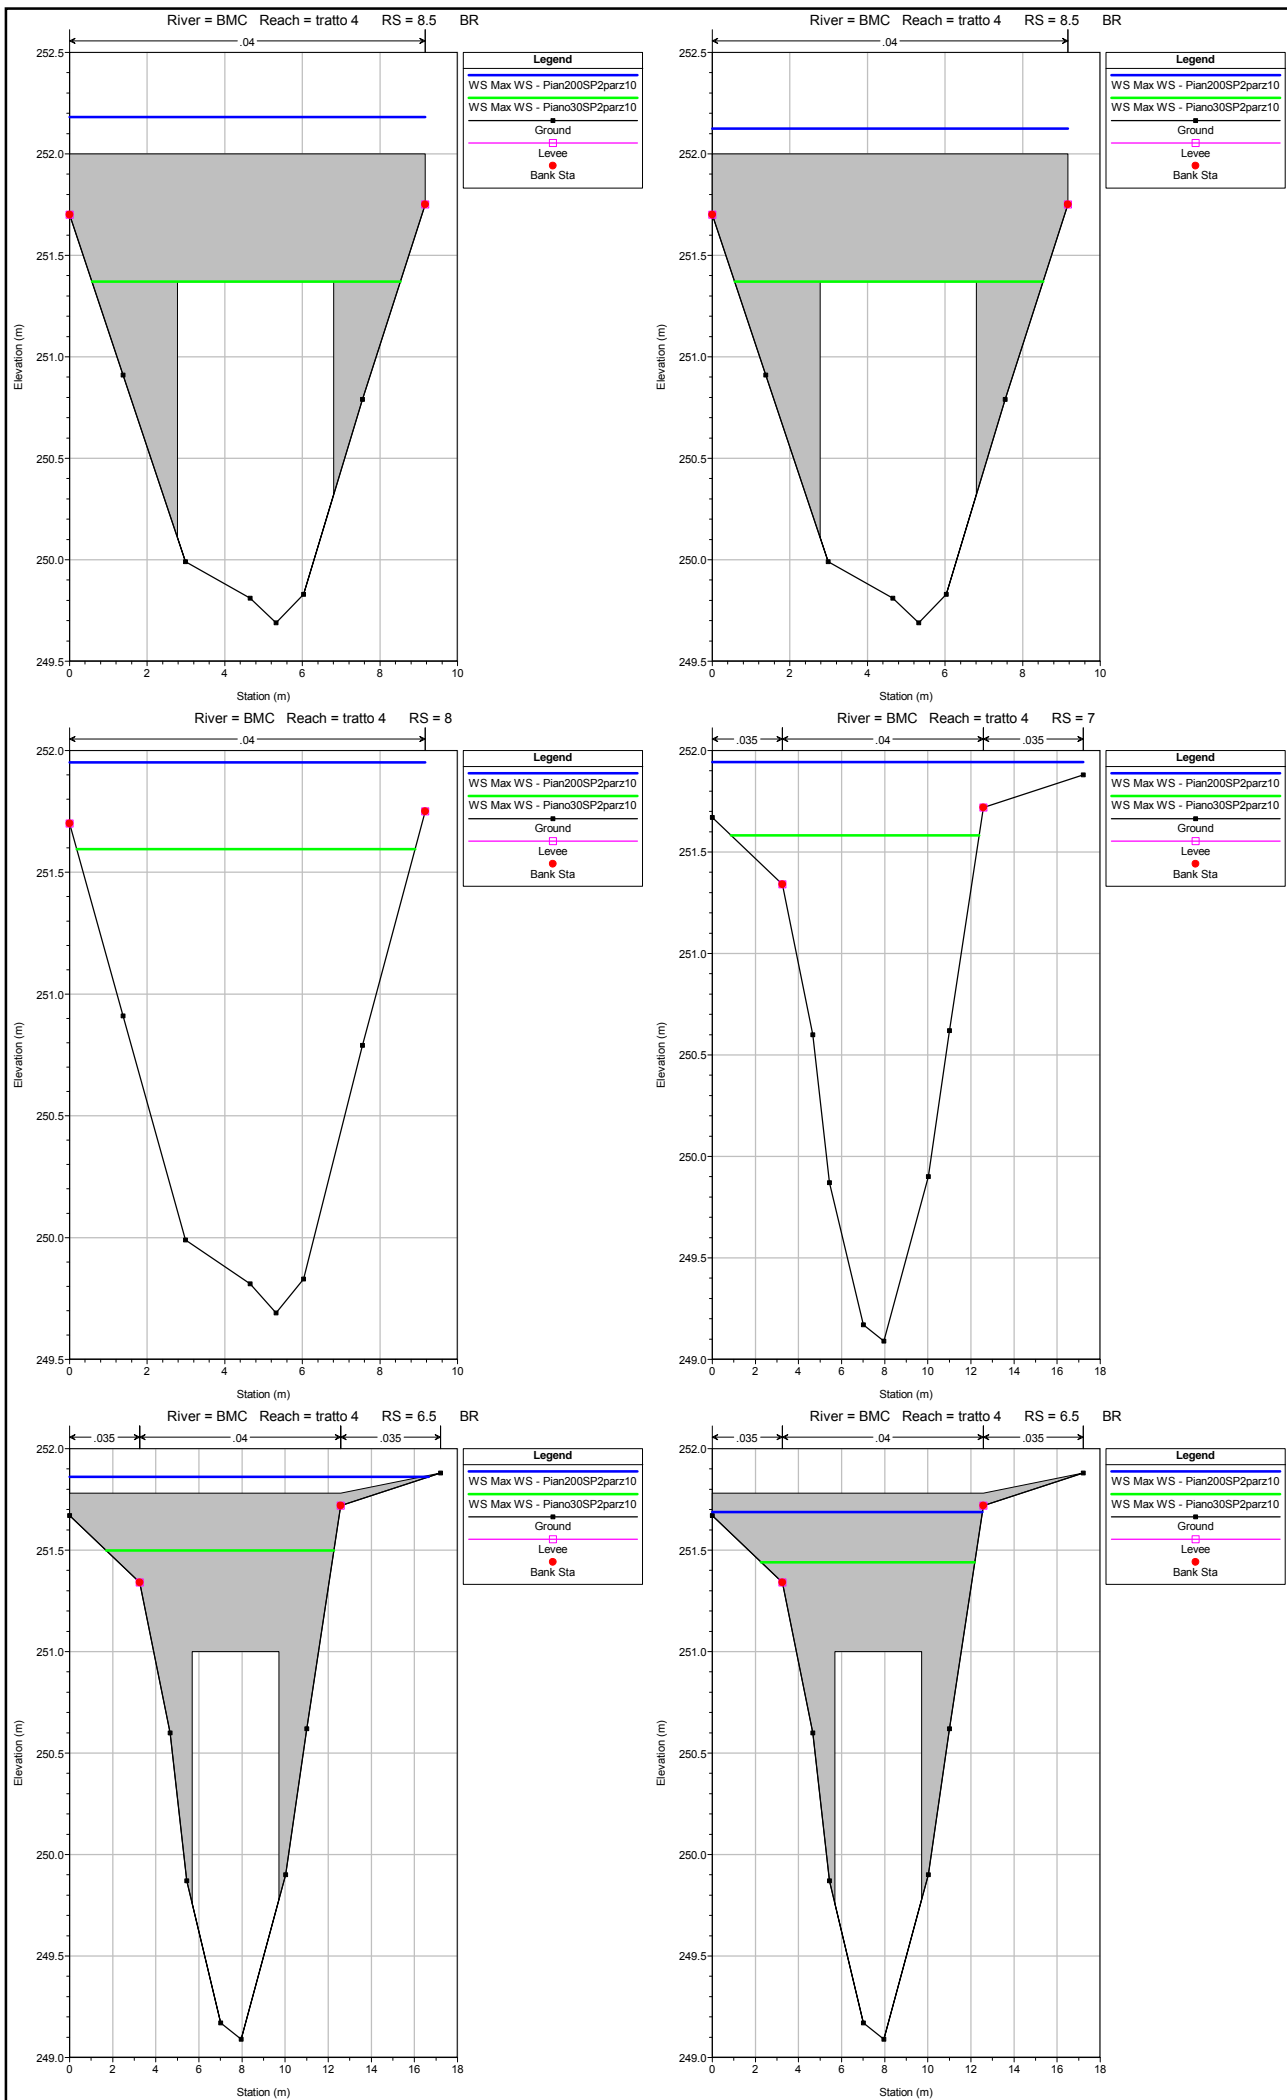 River = BMC Reach = tratto 4 RS = 8.5 BR
.04
252.5
252.0
251.5
251.0
250.5
250.0
249.5
Elevation (m)
0 2 4 6 8 10
Station (m)
Legend
WS Max WS - Pian200SP2parz10
WS Max WS - Piano30SP2parz10
Ground
Levee
Bank Sta
River = BMC Reach = tratto 4 RS = 8.5 BR
.04
252.5
252.0
251.5
251.0
250.5
250.0
249.5
Elevation (m)
0 2 4 6 8 10
Station (m)
Legend
WS Max WS - Pian200SP2parz10
WS Max WS - Piano30SP2parz10
Ground
Levee
Bank Sta
River = BMC Reach = tratto 4 RS = 8
.04
252.0
251.5
251.0
250.5
250.0
249.5
Elevation (m)
0 2 4 6 8 10
Station (m)
Legend
WS Max WS - Pian200SP2parz10
WS Max WS - Piano30SP2parz10
Ground
Levee
Bank Sta
River = BMC Reach = tratto 4 RS = 7
.035 .04 .035
252.0
251.5
251.0
250.5
250.0
249.5
249.0
Elevation (m)
0 2 4 6 8 10 12 14 16 18
Station (m)
Legend
WS Max WS - Pian200SP2parz10
WS Max WS - Piano30SP2parz10
Ground
Levee
Bank Sta
River = BMC Reach = tratto 4 RS = 6.5 BR
.035 .04 .035
252.0
251.5
251.0
250.5
250.0
249.5
249.0
Elevation (m)
0 2 4 6 8 10 12 14 16 18
Station (m)
Legend
WS Max WS - Pian200SP2parz10
WS Max WS - Piano30SP2parz10
Ground
Levee
Bank Sta
River = BMC Reach = tratto 4 RS = 6.5 BR
.035 .04 .035
252.0
251.5
251.0
250.5
250.0
249.5
249.0
Elevation (m)
0 2 4 6 8 10 12 14 16 18
Station (m)
Legend
WS Max WS - Pian200SP2parz10
WS Max WS - Piano30SP2parz10
Ground
Levee
Bank Sta